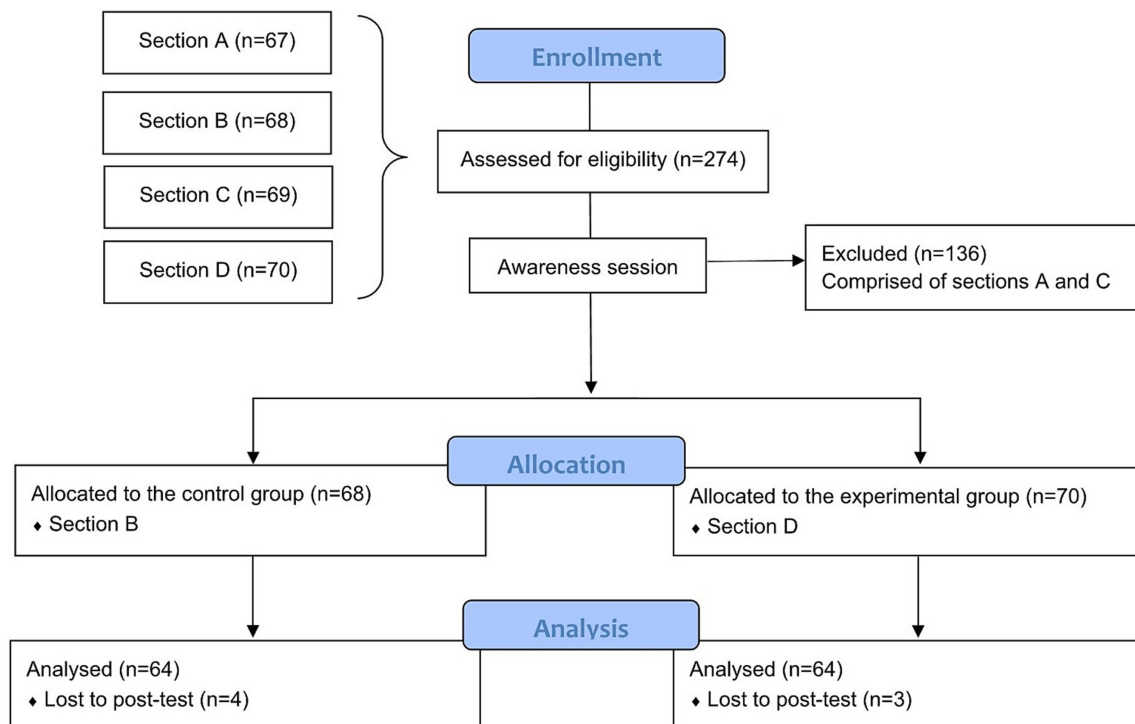 Section A (n=67)
Section B (n=68)
Section C (n=69)
Section D (n=70)
Enrollment
Assessed for eligibility (n=274)
Awareness session
Excluded (n=136)
Comprised of sections A and C
Allocation
Allocated to the control group (n=68)
♦ Section B
Allocated to the experimental group (n=70)
♦ Section D
Analysis
Analysed (n=64)
♦ Lost to post-test (n=4)
Analysed (n=64)
♦ Lost to post-test (n=3)